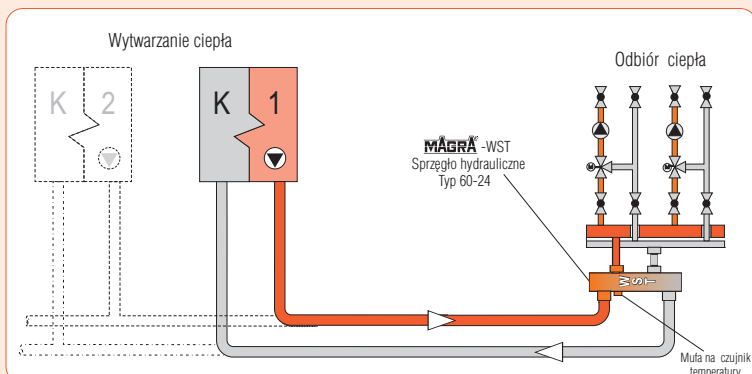 Wytwarzanie ciepła
Odbiór ciepła
K 2
K 1
MAGRA -WST
Sprzęgło hydrauliczne
Typ 60-24
M
M
WST
Mufa na czujnik
temperatury